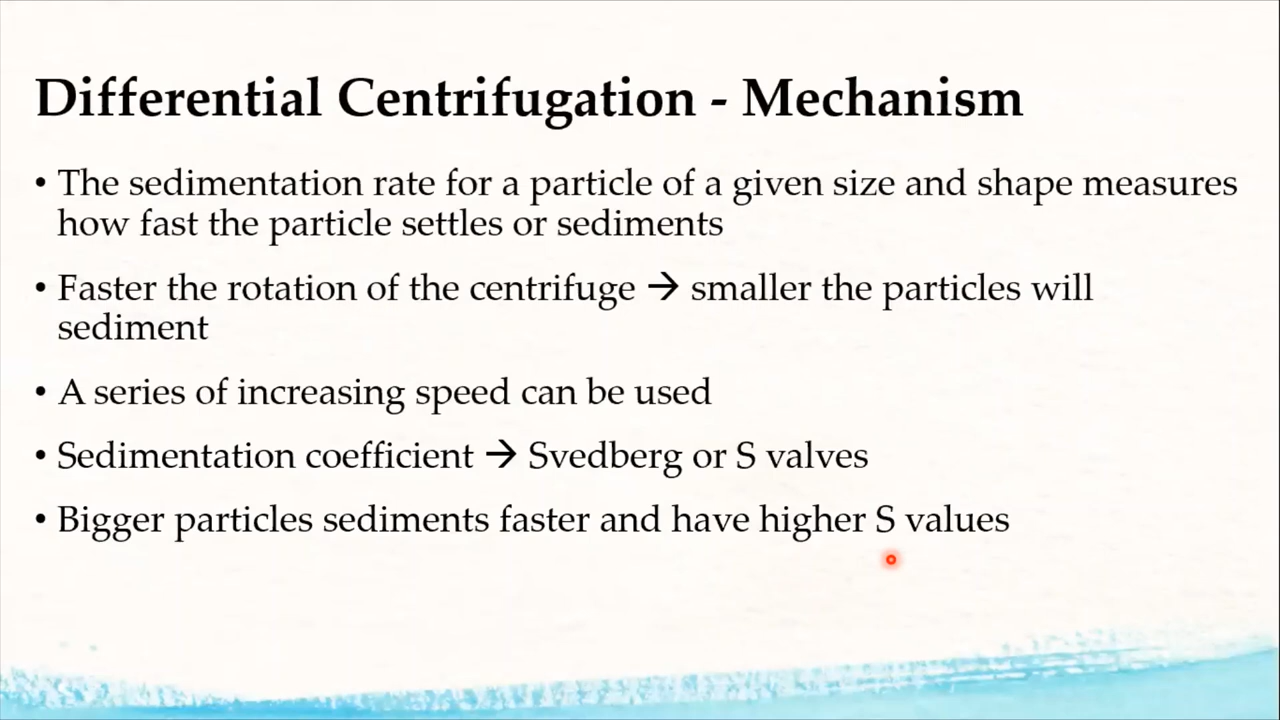 Differential Centrifugation - Mechanism
• The sedimentation rate for a particle of a given size and shape measures
how fast the particle settles or sediments
• Faster the rotation of the centrifuge → smaller the particles will
sediment
• A series of increasing speed can be used
• Sedimentation coefficient → Svedberg or S valves
• Bigger particles sediments faster and have higher S values